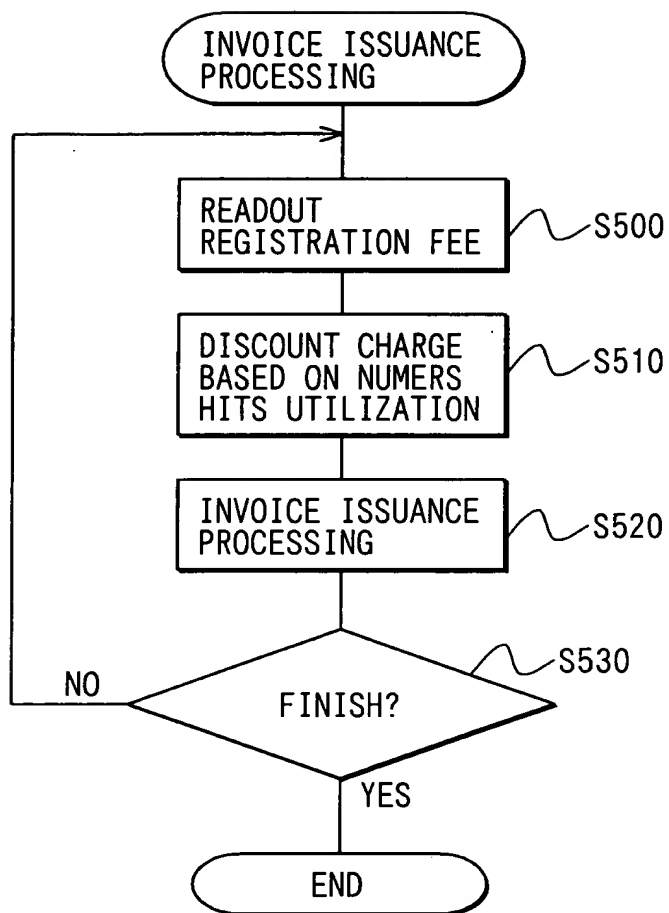 INVOICE ISSUANCE
PROCESSING
READOUT
REGISTRATION FEE
S500
DISCOUNT CHARGE
BASED ON NUMERS
HITS UTILIZATION
S510
INVOICE ISSUANCE
PROCESSING
S520
S530
NO
FINISH?
YES
END